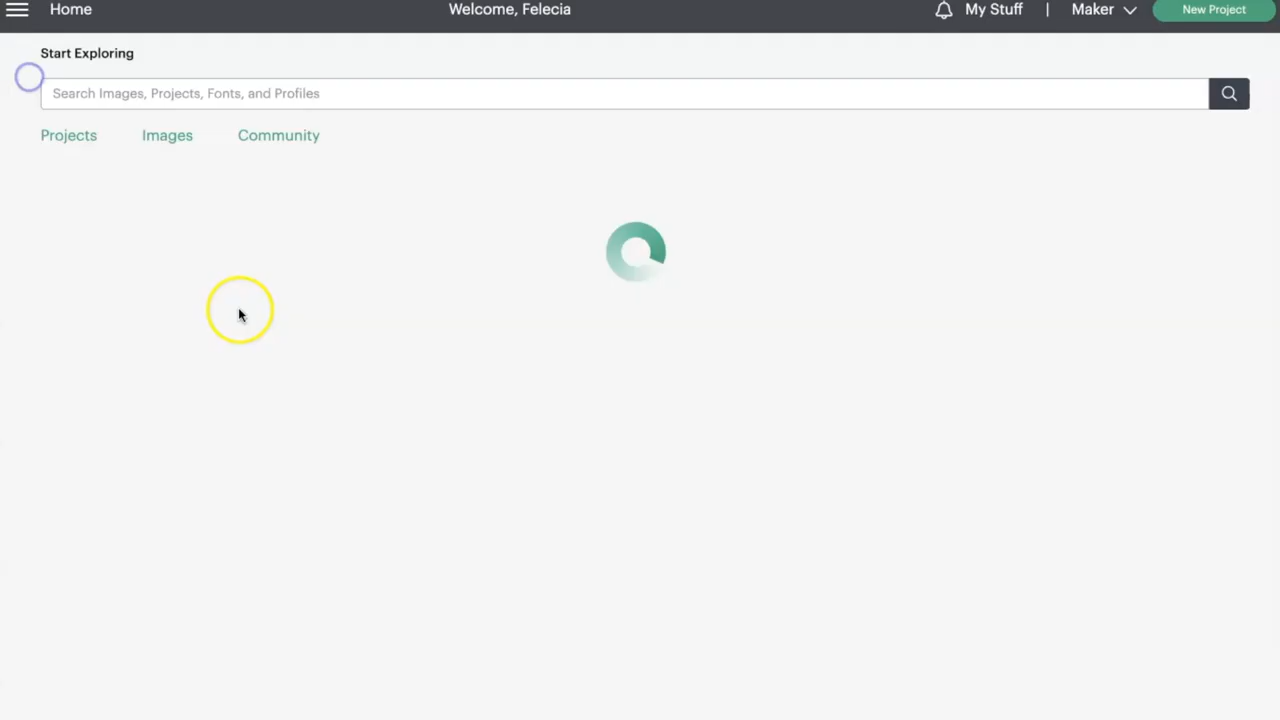 Home
Welcome, Felecia
My Stuff
|
Maker
New Project
Start Exploring
Search Images, Projects, Fonts, and Profiles
Projects
Images
Community